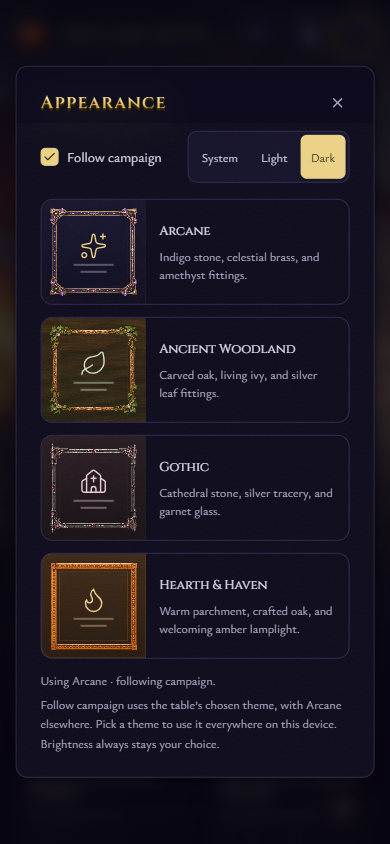 Appearance
Follow campaign
System Light Dark
Arcane
Indigo stone, celestial brass, and
amethyst fittings.
Ancient Woodland
Carved oak, living ivy, and silver
leaf fittings.
Gothic
Cathedral stone, silver tracery, and
garnet glass.
Hearth & Haven
Warm parchment, crafted oak, and
welcoming amber lamplight.
Using Arcane · following campaign.
Follow campaign uses the table's chosen theme, with Arcane
elsewhere. Pick a theme to use it everywhere on this device.
Brightness always stays your choice.